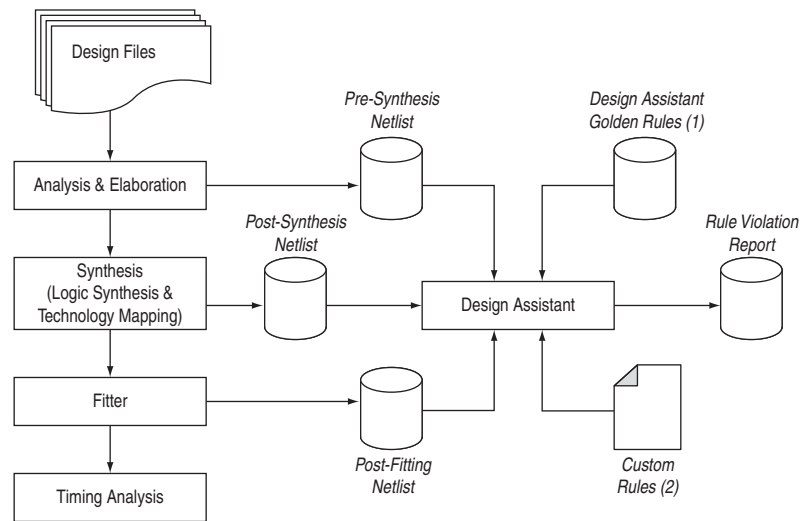 Design Files
Pre-Synthesis
Netlist
Design Assistant
Golden Rules (1)
Analysis & Elaboration
Post-Synthesis
Netlist
Rule Violation
Report
Synthesis
(Logic Synthesis &
Technology Mapping)
Design Assistant
Fitter
Post-Fitting
Netlist
Custom
Rules (2)
Timing Analysis